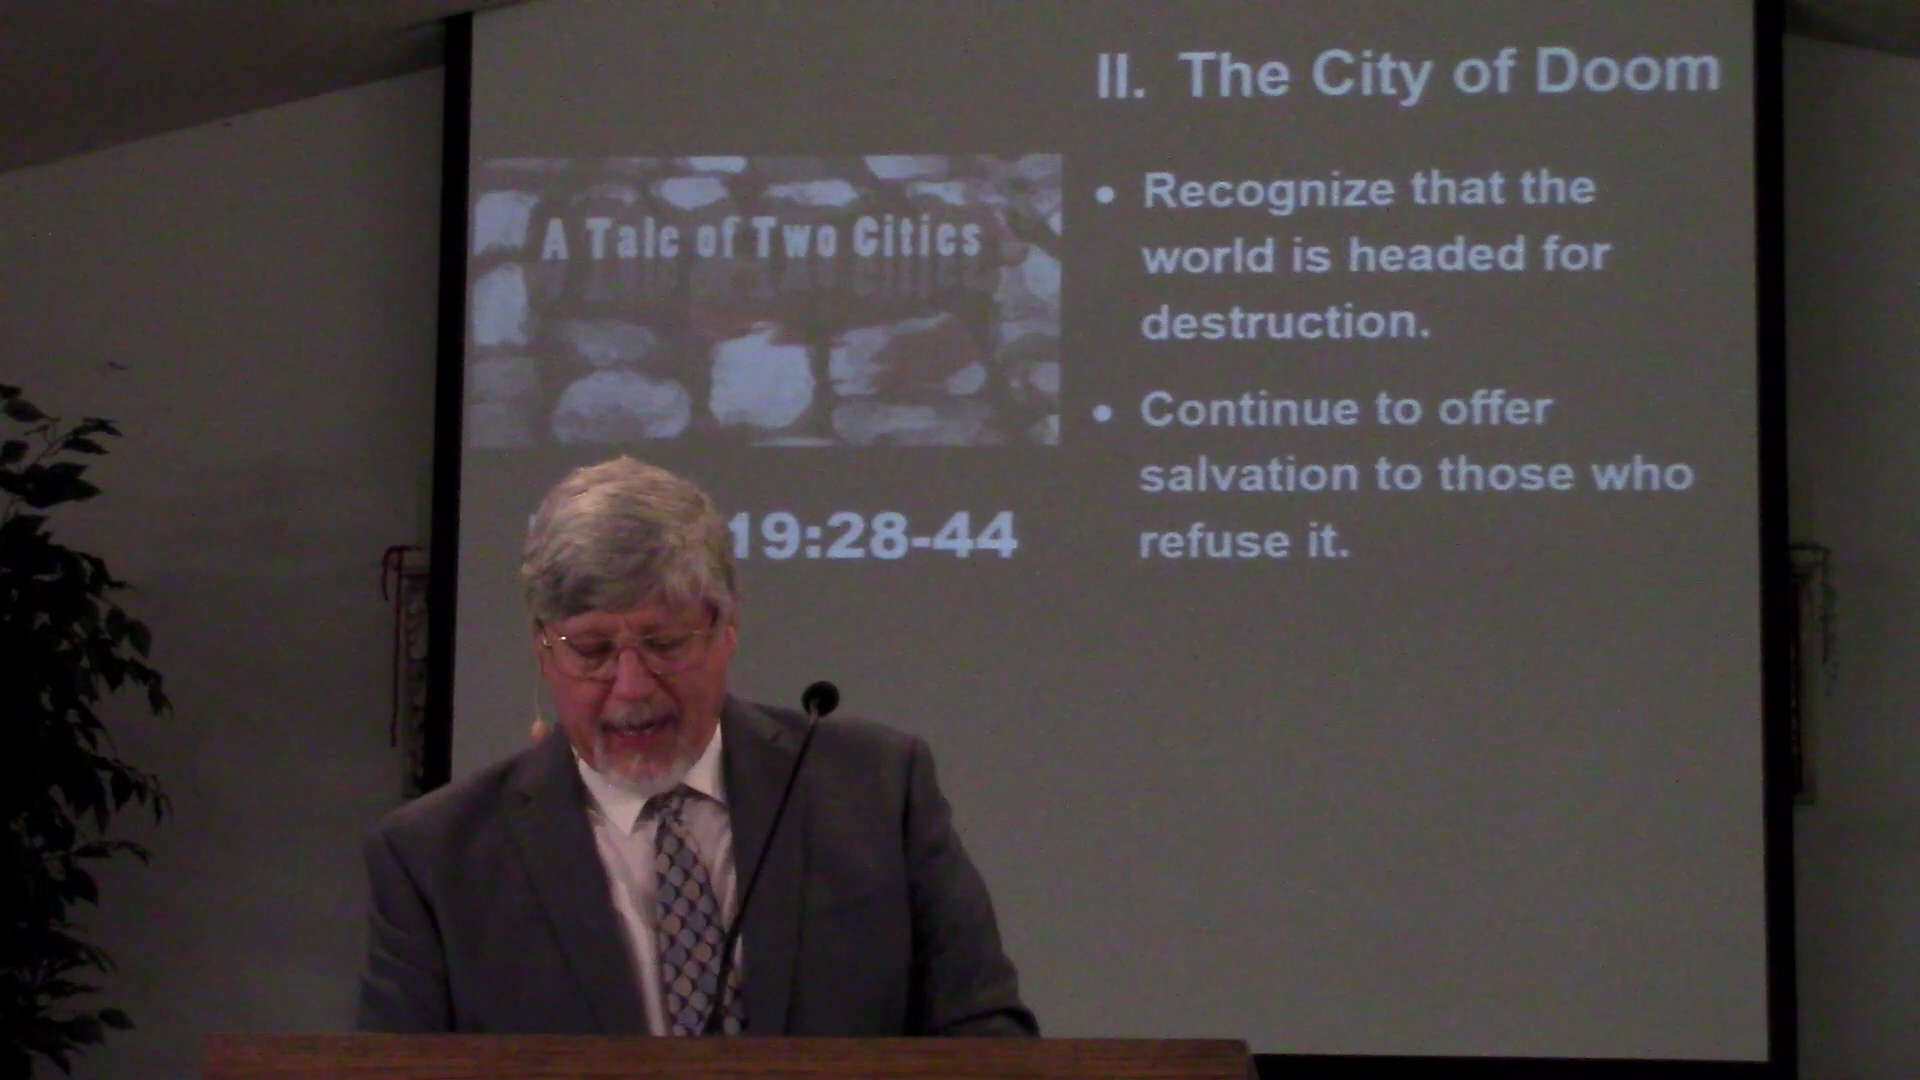 A Tale of Two Cities
19:28-44
II. The City of Doom
• Recognize that the
world is headed for
destruction.
• Continue to offer
salvation to those who
refuse it.